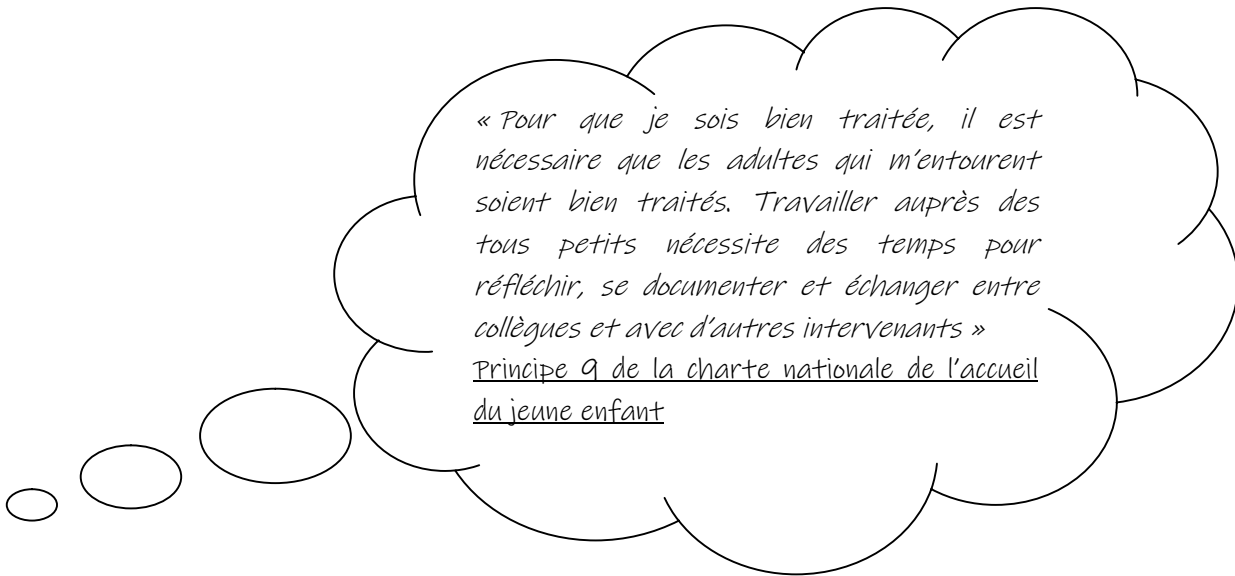 « Pour que je sois bien traitée, il est
nécessaire que les adultes qui m'entourent
soient bien traités. Travailler auprès des
tous petits nécessite des temps pour
réfléchir, se documenter et échanger entre
collègues et avec d'autres intervenants »
Principe 9 de la charte nationale de l'accueil
du jeune enfant